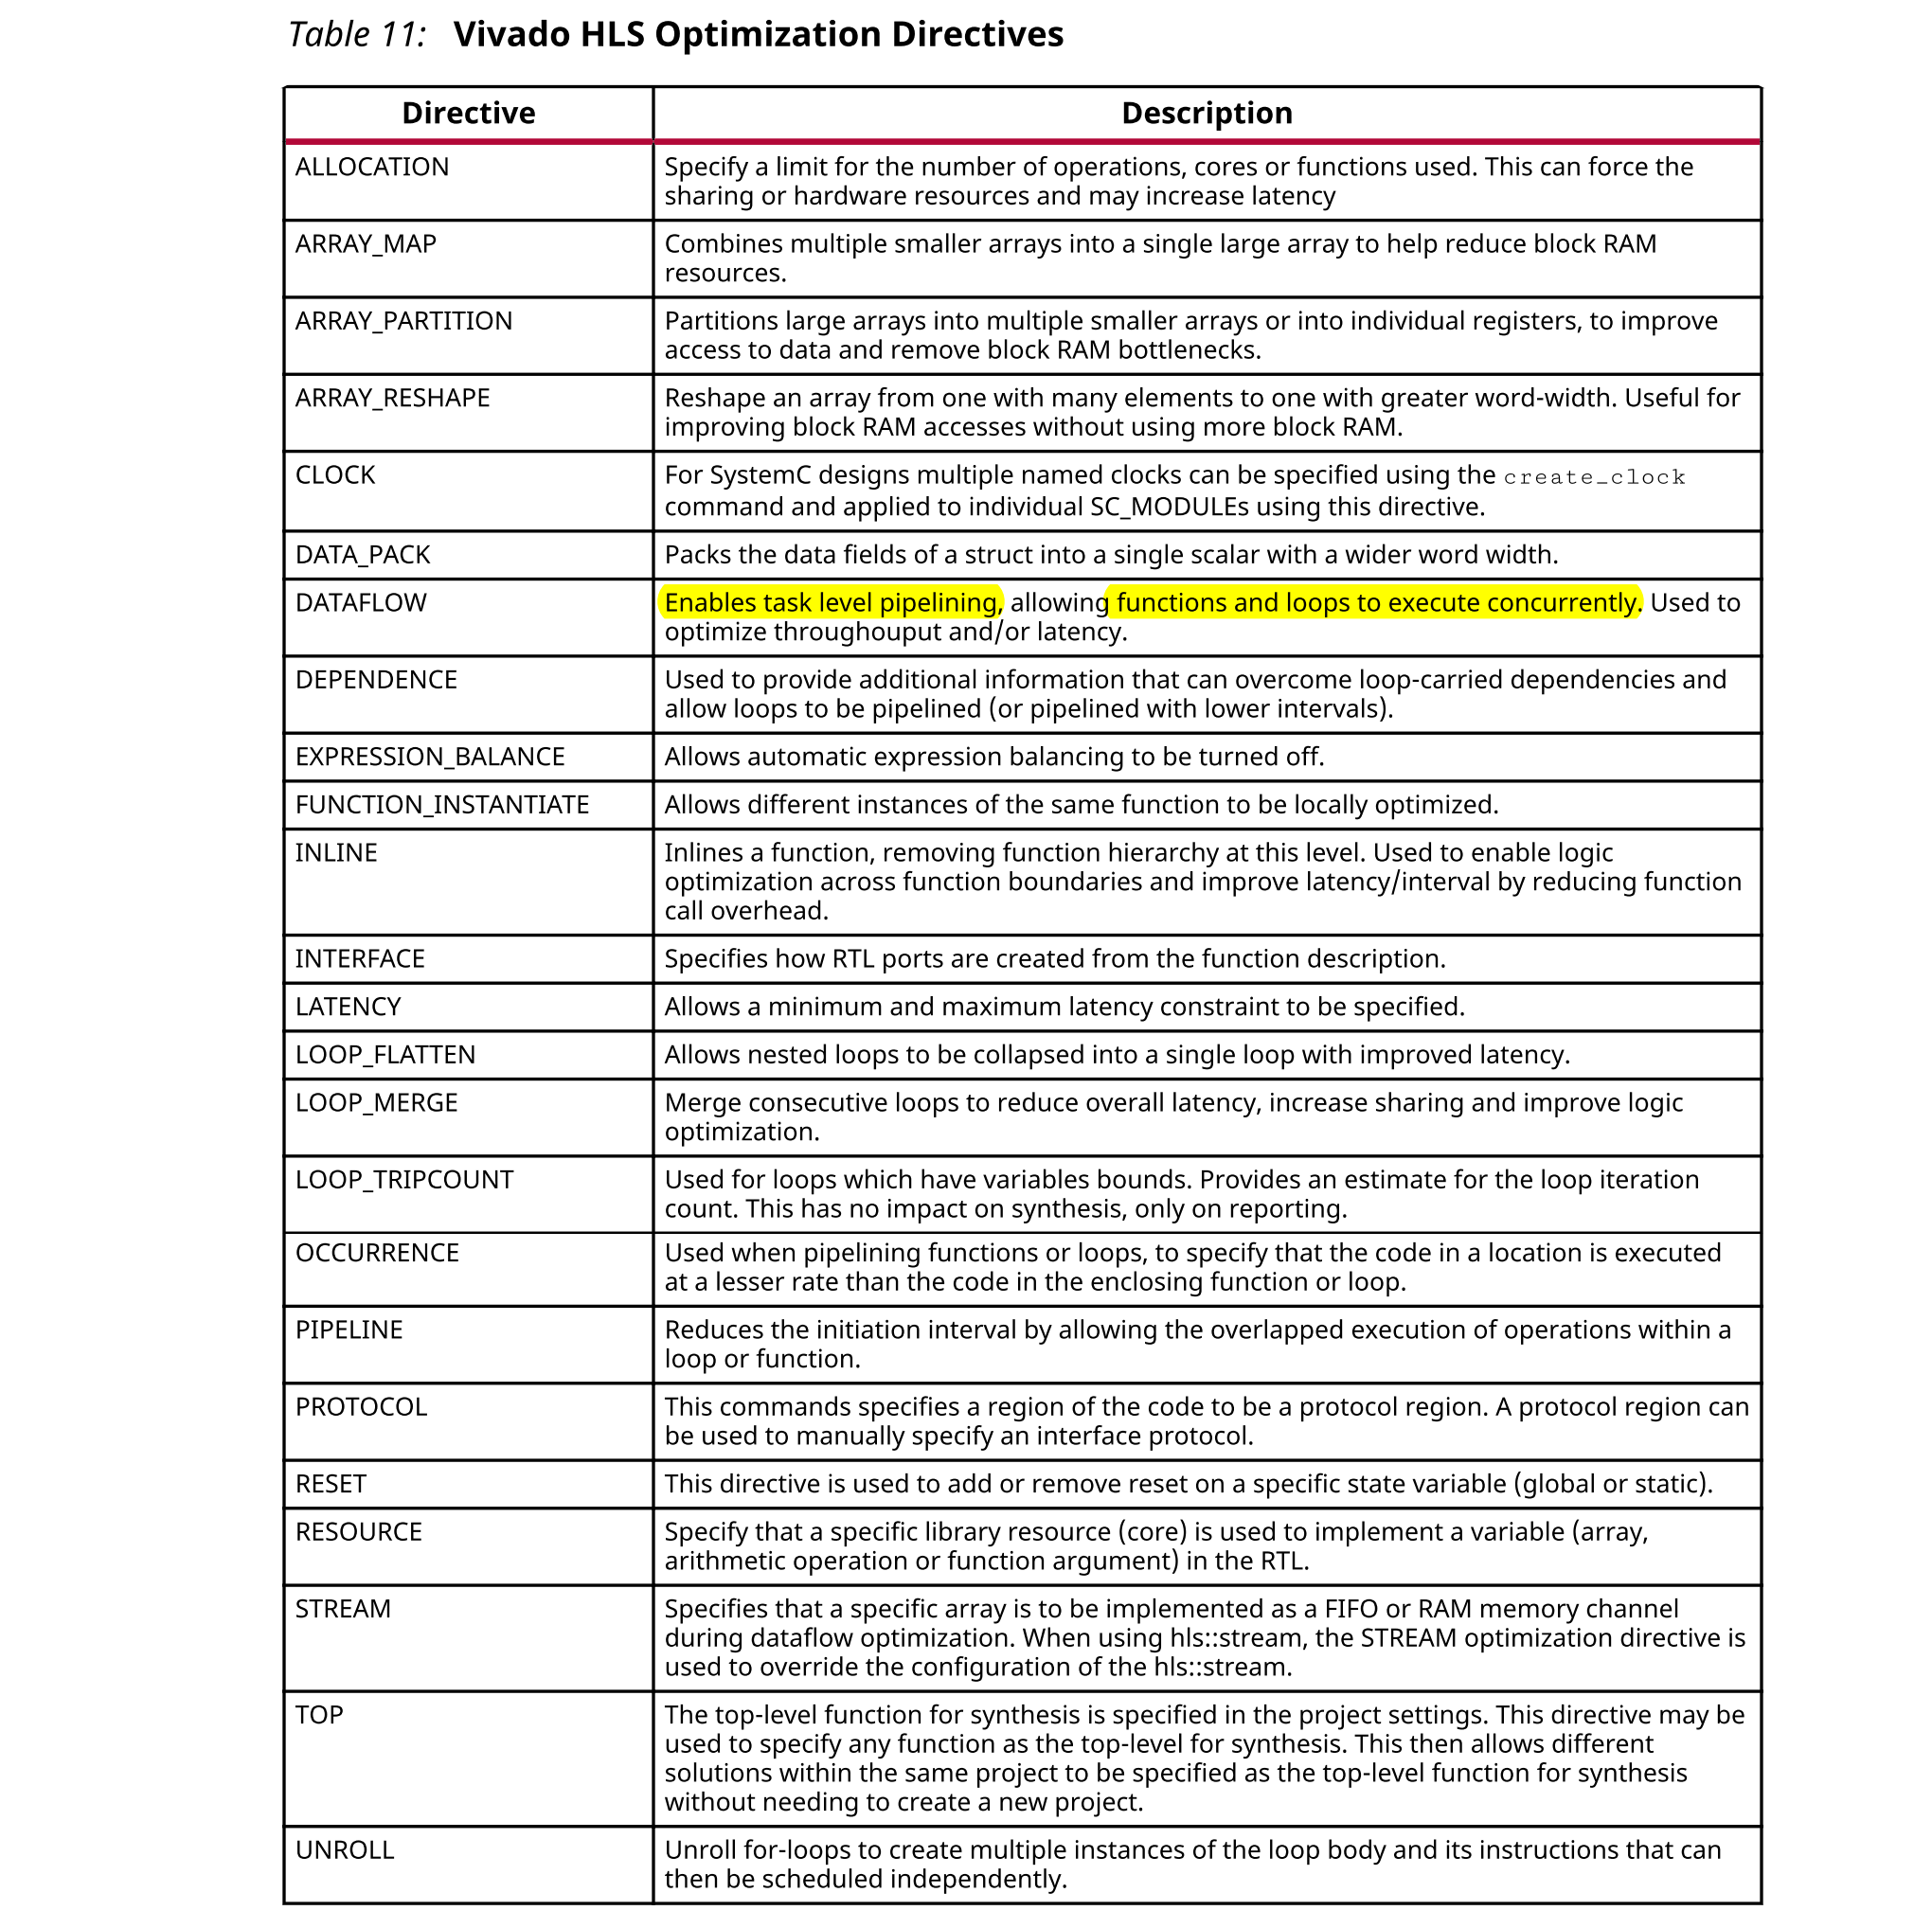 Table 11: Vivado HLS Optimization Directives
Directive Description
ALLOCATION Specify a limit for the number of operations, cores or functions used. This can force the
sharing or hardware resources and may increase latency
ARRAY_MAP Combines multiple smaller arrays into a single large array to help reduce block RAM
resources.
ARRAY_PARTITION Partitions large arrays into multiple smaller arrays or into individual registers, to improve
access to data and remove block RAM bottlenecks.
ARRAY_RESHAPE Reshape an array from one with many elements to one with greater word-width. Useful for
improving block RAM accesses without using more block RAM.
CLOCK For SystemC designs multiple named clocks can be specified using the create_clock
command and applied to individual SC_MODULEs using this directive.
DATA_PACK Packs the data fields of a struct into a single scalar with a wider word width.
DATAFLOW Enables task level pipelining, allowing functions and loops to execute concurrently. Used to
optimize throughouput and/or latency.
DEPENDENCE Used to provide additional information that can overcome loop-carried dependencies and
allow loops to be pipelined (or pipelined with lower intervals).
EXPRESSION_BALANCE Allows automatic expression balancing to be turned off.
FUNCTION_INSTANTIATE Allows different instances of the same function to be locally optimized.
INLINE Inlines a function, removing function hierarchy at this level. Used to enable logic
optimization across function boundaries and improve latency/interval by reducing function
call overhead.
INTERFACE Specifies how RTL ports are created from the function description.
LATENCY Allows a minimum and maximum latency constraint to be specified.
LOOP_FLATTEN Allows nested loops to be collapsed into a single loop with improved latency.
LOOP_MERGE Merge consecutive loops to reduce overall latency, increase sharing and improve logic
optimization.
LOOP_TRIPCOUNT Used for loops which have variables bounds. Provides an estimate for the loop iteration
count. This has no impact on synthesis, only on reporting.
OCCURRENCE Used when pipelining functions or loops, to specify that the code in a location is executed
at a lesser rate than the code in the enclosing function or loop.
PIPELINE Reduces the initiation interval by allowing the overlapped execution of operations within a
loop or function.
PROTOCOL This commands specifies a region of the code to be a protocol region. A protocol region can
be used to manually specify an interface protocol.
RESET This directive is used to add or remove reset on a specific state variable (global or static).
RESOURCE Specify that a specific library resource (core) is used to implement a variable (array,
arithmetic operation or function argument) in the RTL.
STREAM Specifies that a specific array is to be implemented as a FIFO or RAM memory channel
during dataflow optimization. When using hls::stream, the STREAM optimization directive is
used to override the configuration of the hls::stream.
TOP The top-level function for synthesis is specified in the project settings. This directive may be
used to specify any function as the top-level for synthesis. This then allows different
solutions within the same project to be specified as the top-level function for synthesis
without needing to create a new project.
UNROLL Unroll for-loops to create multiple instances of the loop body and its instructions that can
then be scheduled independently.